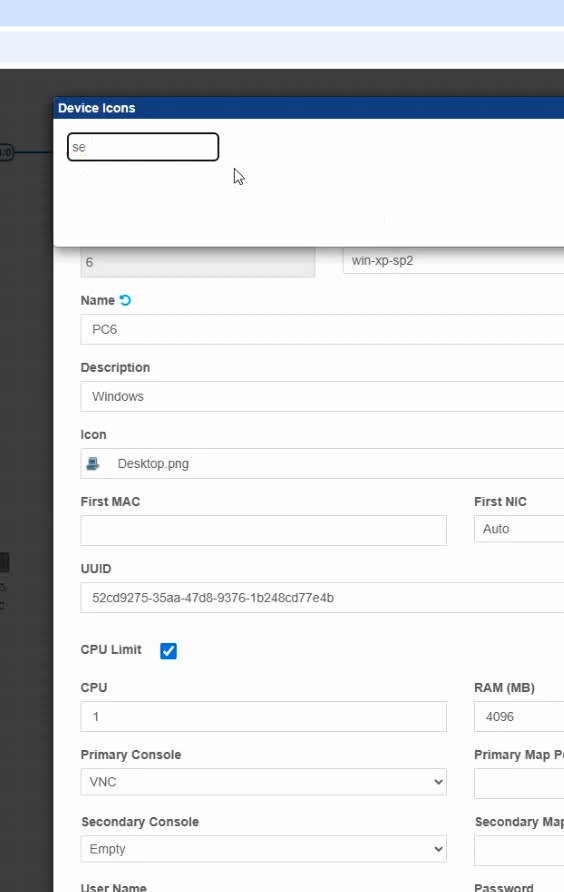 Device Icons
se
6
win-xp-sp2
Name
PC6
Description
Windows
Icon
Desktop.png
First MAC
First NIC
Auto
UUID
52cd9275-35aa-47d8-9376-1b248cd77e4b
CPU Limit
CPU
RAM (MB)
1
4096
Primary Console
Primary Map
VNC
Secondary Console
Secondary Map
Empty
User Name
Password